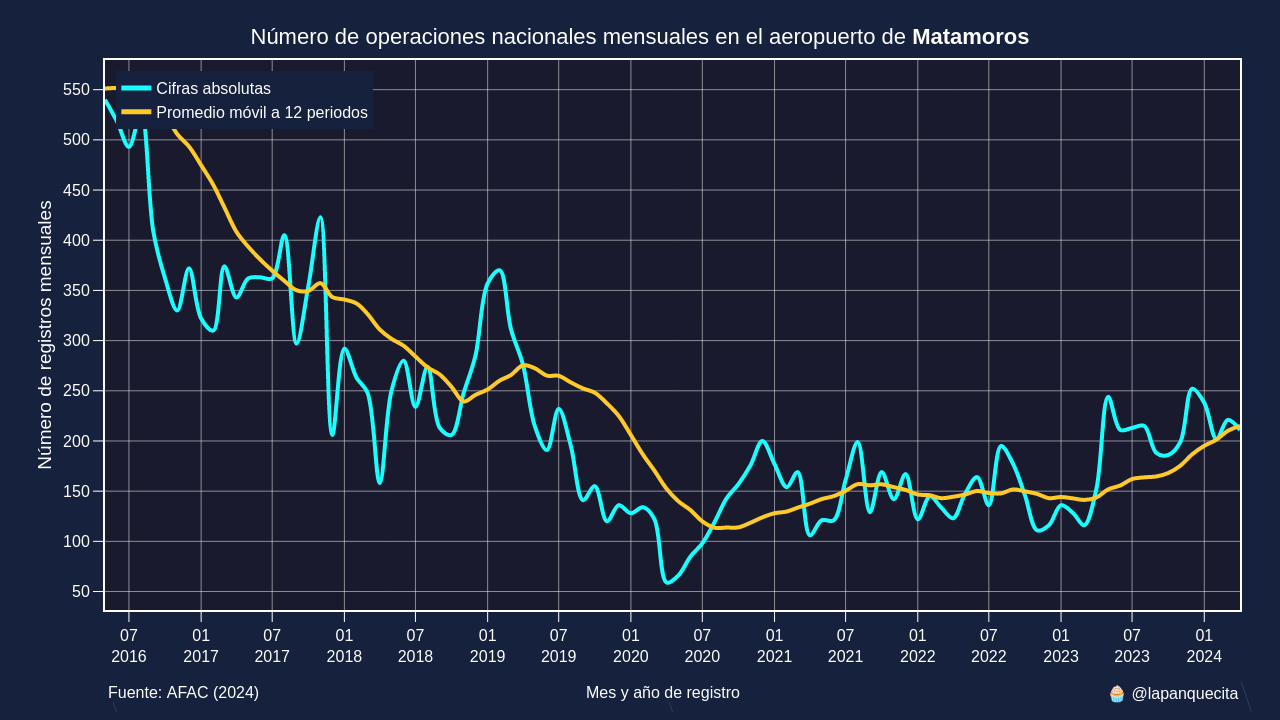 Número de operaciones nacionales mensuales en el aeropuerto de Matamoros
Cifras absolutas
Promedio móvil a 12 periodos
Número de registros mensuales
550
500
450
400
350
300
250
200
150
100
50
07 01 07 01 07 01 07 01 07 01 07 01 07 01 07 01
2016 2017 2017 2018 2018 2019 2019 2020 2020 2021 2021 2022 2022 2023 2023 2024
Fuente: AFAC (2024) Mes y año de registro 🧁 @lapanquecita